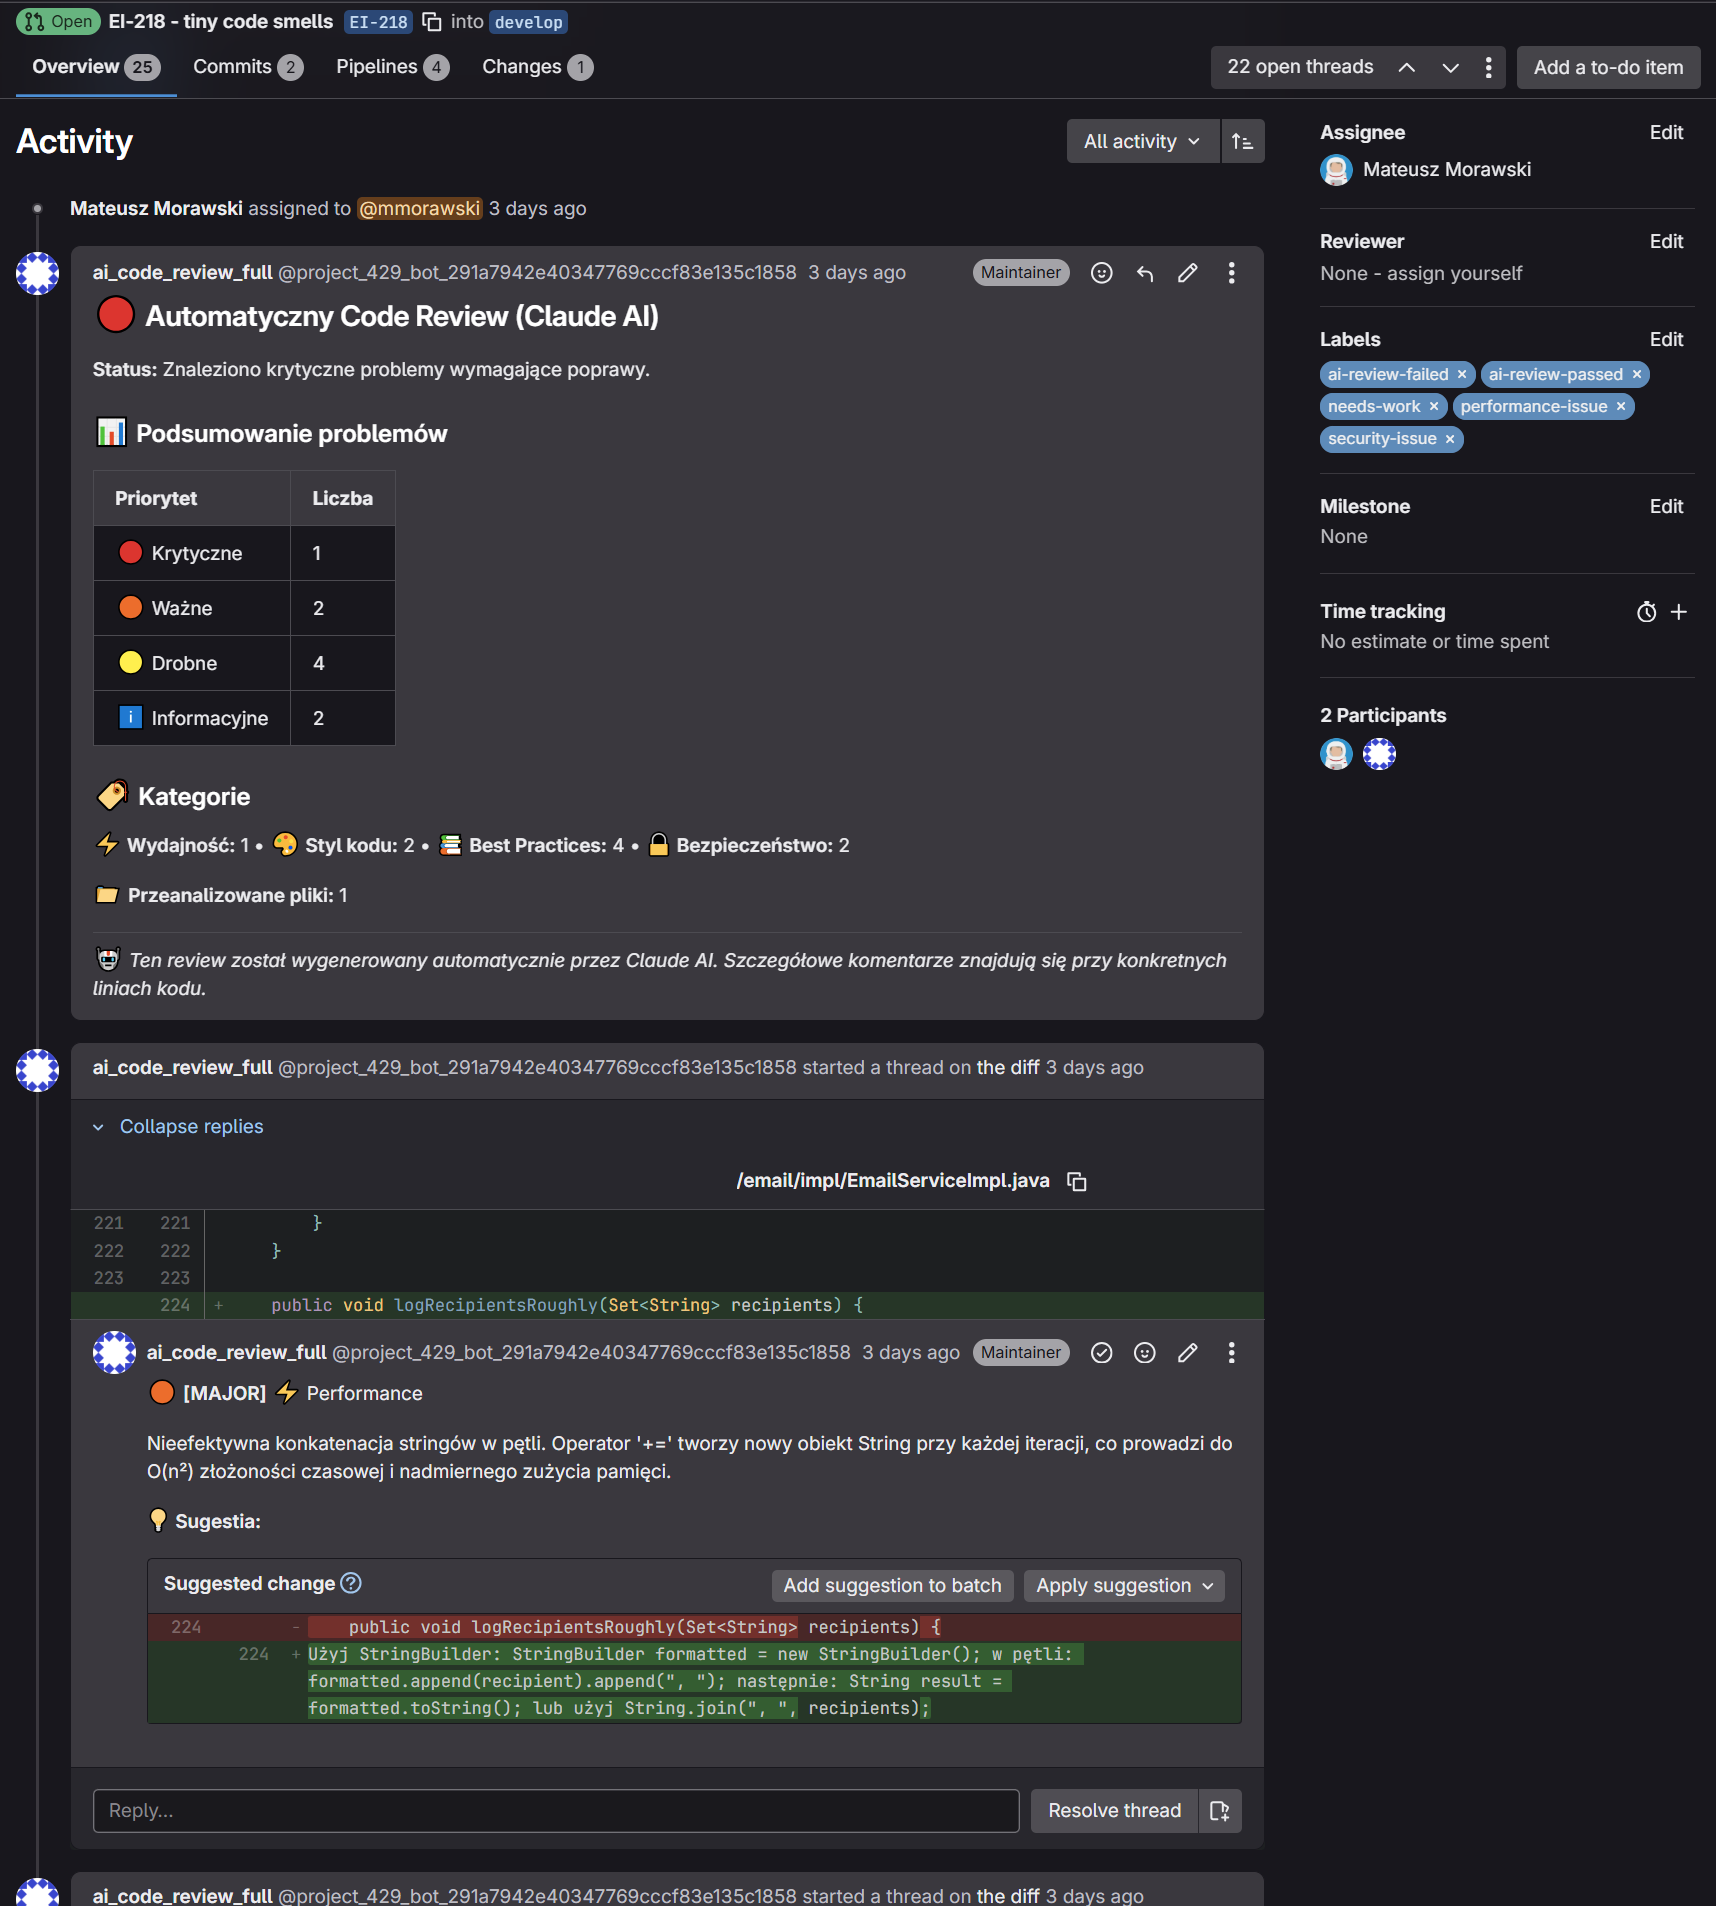 Open EI-218 - tiny code smells EI-218 into develop
Overview 25 Commits 2 Pipelines 4 Changes 1
22 open threads Add a to-do item
Activity
All activity
Mateusz Morawski assigned to @mmorawski 3 days ago
ai_code_review_full @project_429_bot_291a7942e40347769cccf83e135c1858 3 days ago Maintainer
Automatyczny Code Review (Claude AI)
Status: Znaleziono krytyczne problemy wymagające poprawy.
Podsumowanie problemów
Priorytet Liczba
Krytyczne 1
Ważne 2
Drobne 4
i Informacyjne 2
Kategorie
Wydajność: 1 • Styl kodu: 2 • Best Practices: 4 • Bezpieczeństwo: 2
Przeanalizowane pliki: 1
Ten review został wygenerowany automatycznie przez Claude AI. Szczegółowe komentarze znajdują się przy konkretnych
liniach kodu.
ai_code_review_full @project_429_bot_291a7942e40347769cccf83e135c1858 started a thread on the diff 3 days ago
Collapse replies
/email/impl/EmailServiceImpl.java
221 221 }
222 222 }
223 223
224 + public void logRecipientsRoughly(Set<String> recipients) {
ai_code_review_full @project_429_bot_291a7942e40347769cccf83e135c1858 3 days ago Maintainer
[MAJOR] Performance
Nieefektywna konkatenacja stringów w pętli. Operator '+=' tworzy nowy obiekt String przy każdej iteracji, co prowadzi do
O(n²) złożoności czasowej i nadmiernego zużycia pamięci.
Sugestia:
Suggested change ? Add suggestion to batch Apply suggestion
224 - public void logRecipientsRoughly(Set<String> recipients) {
224 + Użyj StringBuilder: StringBuilder formatted = new StringBuilder(); w pętli:
formatted.append(recipient).append(", "); następnie: String result =
formatted.toString(); lub użyj String.join(", ", recipients);
Reply...
Resolve thread
ai_code_review_full @project_429_bot_291a7942e40347769cccf83e135c1858 started a thread on the diff 3 days ago
Assignee Edit
Mateusz Morawski
Reviewer Edit
None - assign yourself
Labels Edit
ai-review-failed × ai-review-passed ×
needs-work × performance-issue ×
security-issue ×
Milestone Edit
None
Time tracking +
No estimate or time spent
2 Participants